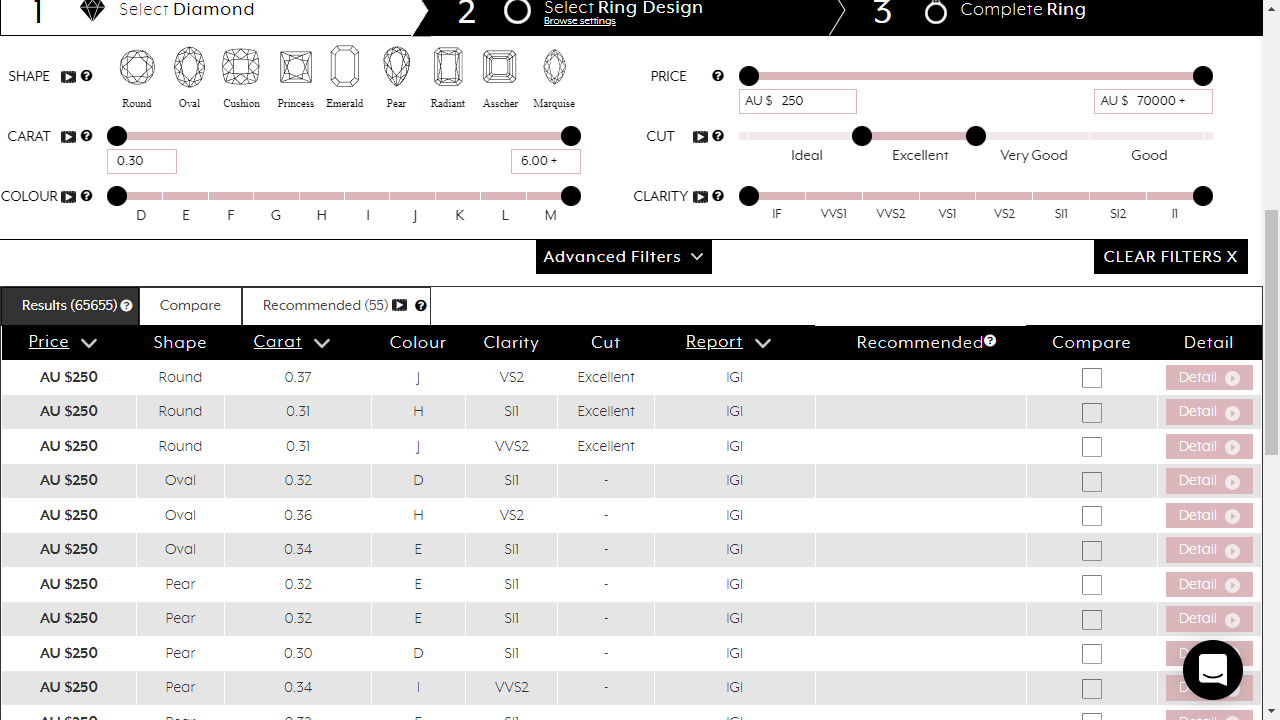 1 Select Diamond
2 Select Ring Design
Browse settings
3 Complete Ring
SHAPE
Round Oval Cushion Princess Emerald Pear Radiant Asscher Marquise
PRICE
AU $ 250
AU $ 70000 +
CARAT
0.30
6.00 +
CUT
Ideal Excellent Very Good Good
COLOUR
D E F G H I J K L M
CLARITY
IF VVS1 VVS2 VS1 VS2 SI1 SI2 I1
Advanced Filters
CLEAR FILTERS X
Results (65655) Compare Recommended (55)
Price Shape Carat Colour Clarity Cut Report Recommended Compare Detail
AU $250 Round 0.37 J VS2 Excellent IGI Detail
AU $250 Round 0.31 H SI1 Excellent IGI Detail
AU $250 Round 0.31 J VVS2 Excellent IGI Detail
AU $250 Oval 0.32 D SI1 - IGI Detail
AU $250 Oval 0.36 H VS2 - IGI Detail
AU $250 Oval 0.34 E SI1 - IGI Detail
AU $250 Pear 0.32 E SI1 - IGI Detail
AU $250 Pear 0.32 E SI1 - IGI Detail
AU $250 Pear 0.30 D SI1 - IGI
AU $250 Pear 0.34 I VVS2 - IGI